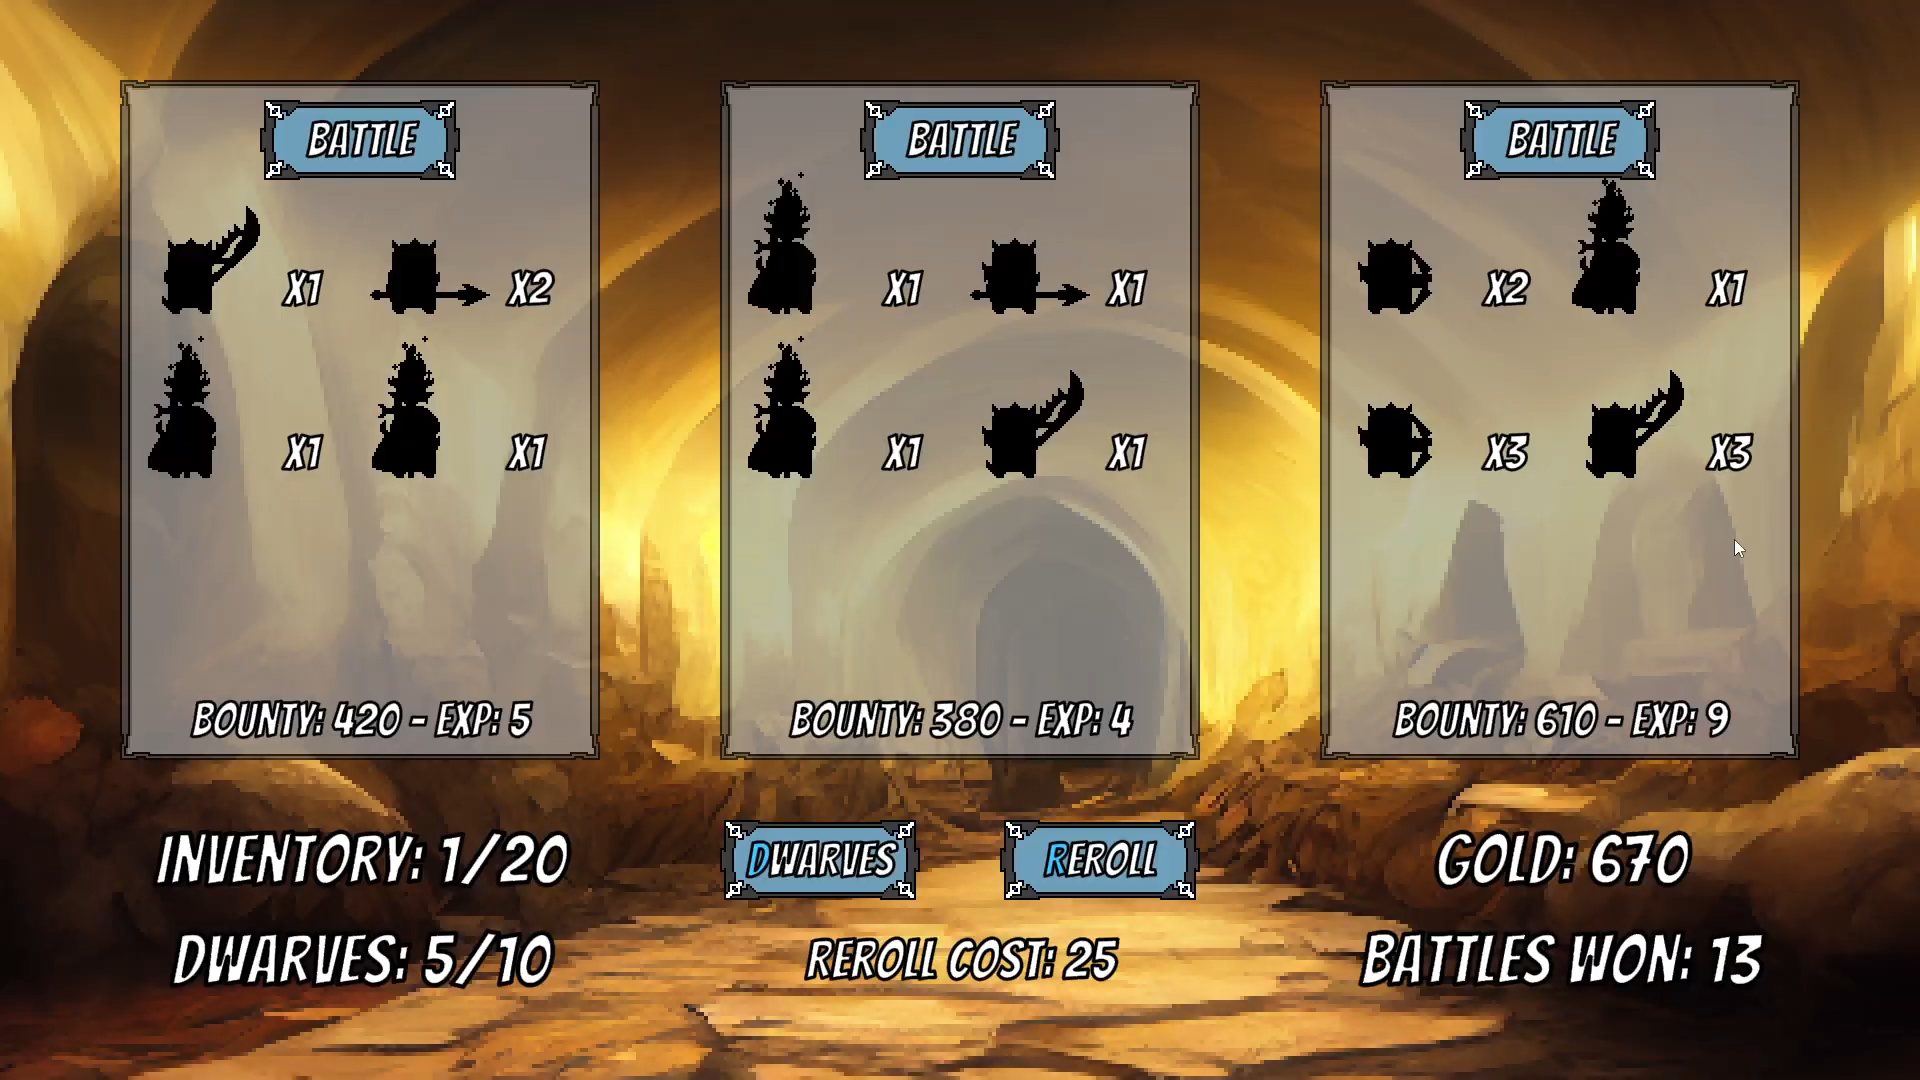 BATTLE
X1
X2
X1
X1
BOUNTY: 420 - EXP: 5
BATTLE
X1
X1
X1
X1
BOUNTY: 380 - EXP: 4
BATTLE
X2
X1
X3
X3
BOUNTY: 610 - EXP: 9
INVENTORY: 1/20
DWARVES: 5/10
DWARVES
REROLL
REROLL COST: 25
GOLD: 670
BATTLES WON: 13